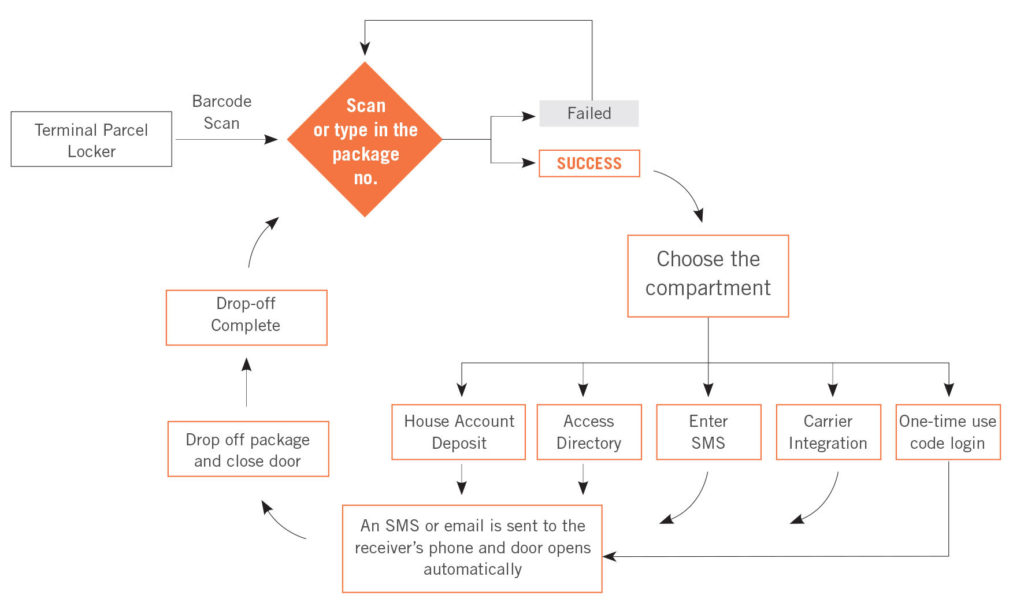 Terminal Parcel
Locker
Barcode
Scan
Scan
or type in the
package
no.
Failed
SUCCESS
Choose the
compartment
House Account
Deposit
Access
Directory
Enter
SMS
Carrier
Integration
One-time use
code login
An SMS or email is sent to the
receiver’s phone and door opens
automatically
Drop off package
and close door
Drop-off
Complete